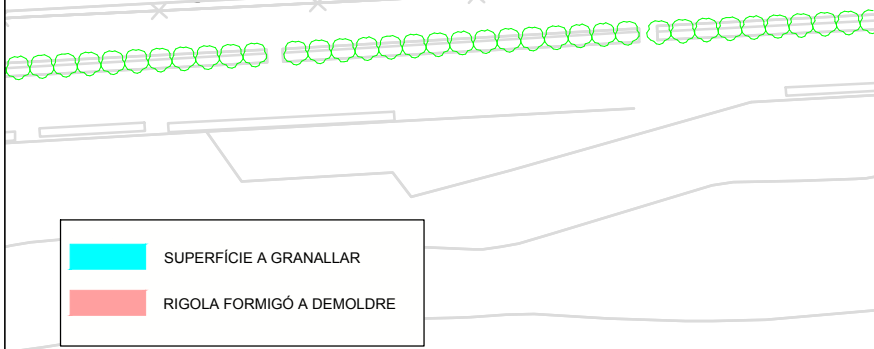 SUPERFÍCIE A GRANALLAR
RIGOLA FORMIGÓ A DEMOLDRE